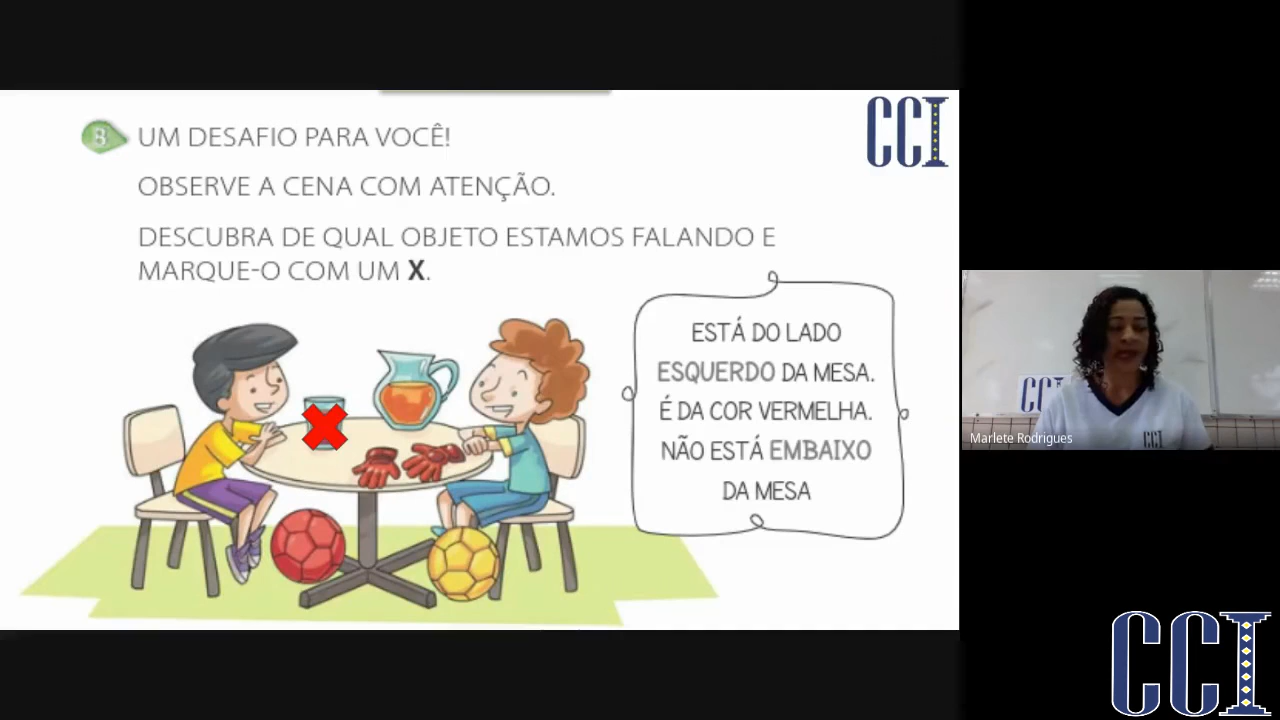 CCI
8 UM DESAFIO PARA VOCÊ!
OBSERVE A CENA COM ATENÇÃO.
DESCUBRA DE QUAL OBJETO ESTAMOS FALANDO E
MARQUE-O COM UM X.
ESTÁ DO LADO
ESQUERDO DA MESA.
É DA COR VERMELHA.
NÃO ESTÁ EMBAIXO
DA MESA
CCI
CCI
Marlete Rodrigues
CCI